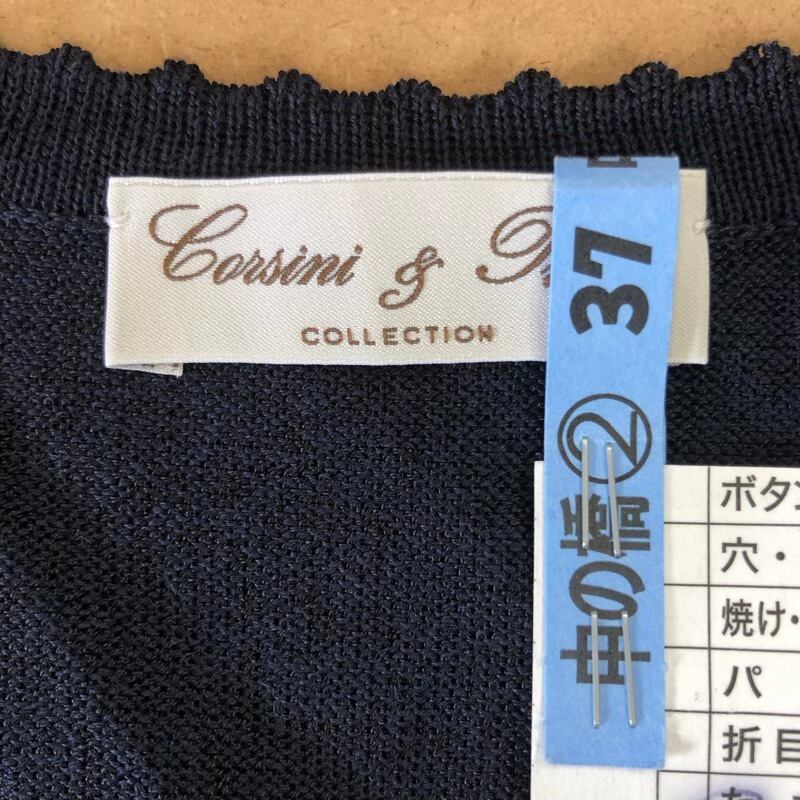 Corsini &
COLLECTION
中の橋② 37
ボタン
穴・
焼け・
パ
折目